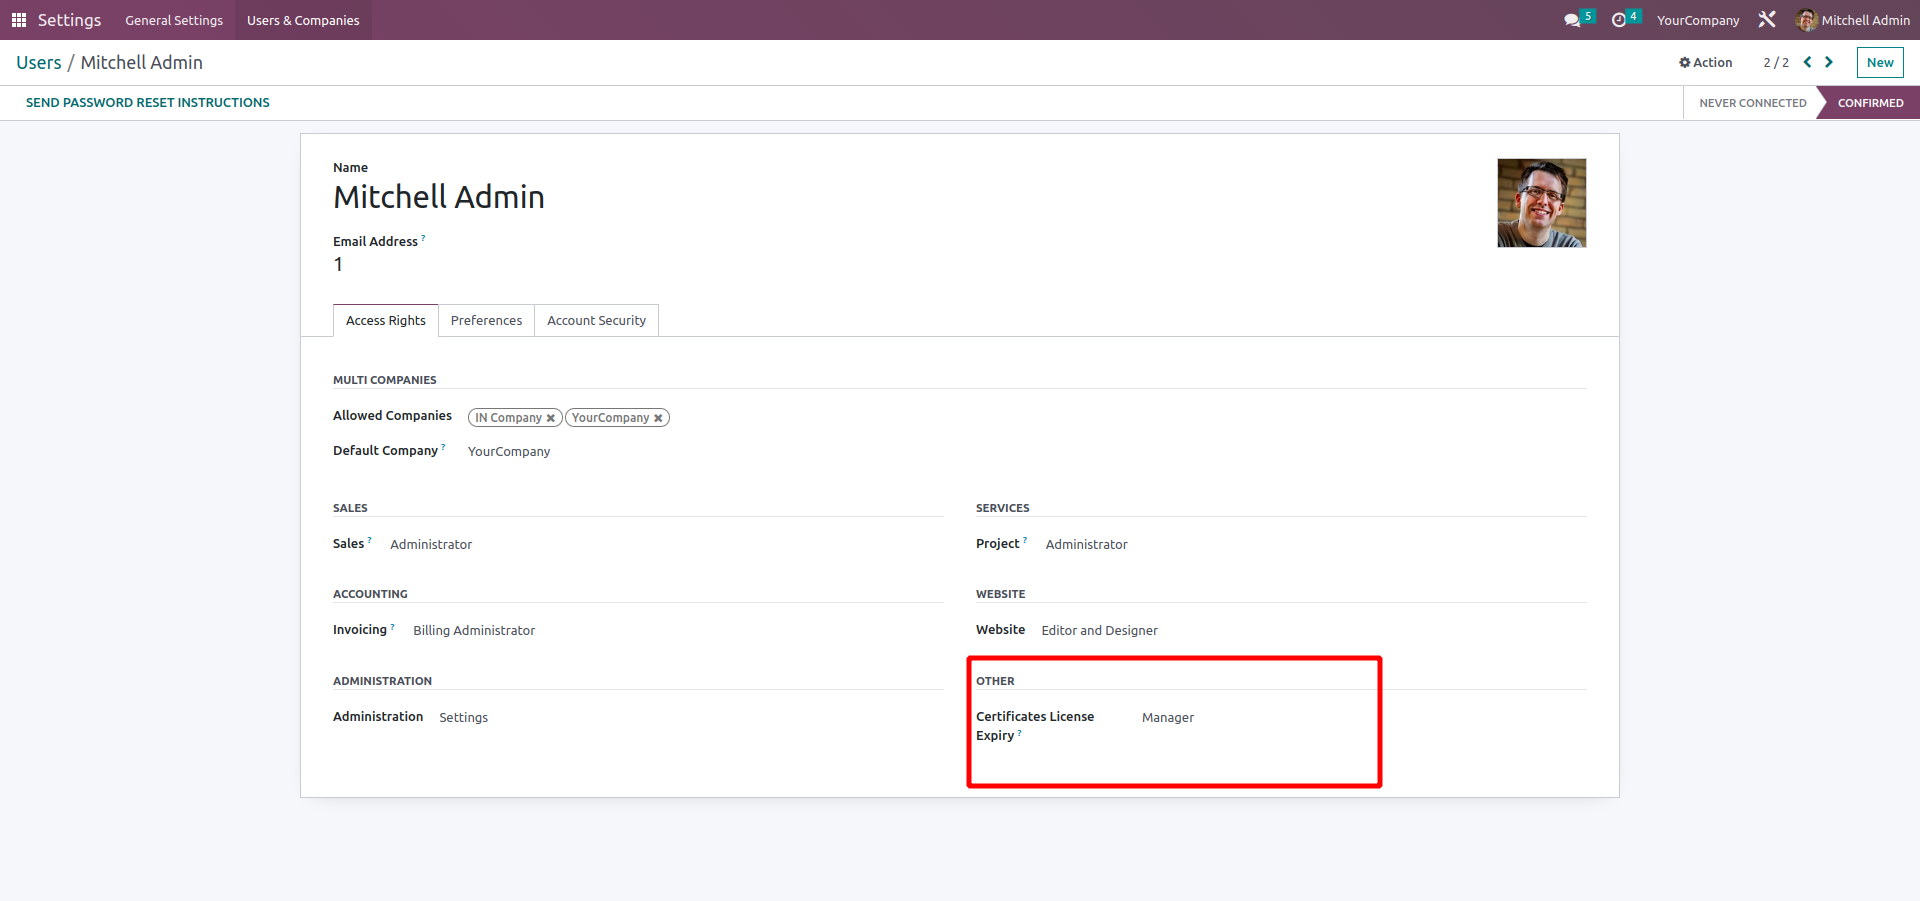 Settings General Settings Users & Companies 5 4 YourCompany Mitchell Admin
Users / Mitchell Admin Action 2 / 2 New
SEND PASSWORD RESET INSTRUCTIONS NEVER CONNECTED CONFIRMED
Name
Mitchell Admin
Email Address ?
1
Access Rights Preferences Account Security
MULTI COMPANIES
Allowed Companies IN Company ✖ YourCompany ✖
Default Company ? YourCompany
SALES SERVICES
Sales ? Administrator Project ? Administrator
ACCOUNTING WEBSITE
Invoicing ? Billing Administrator Website Editor and Designer
ADMINISTRATION OTHER
Administration Settings Certificates License Manager
Expiry ?